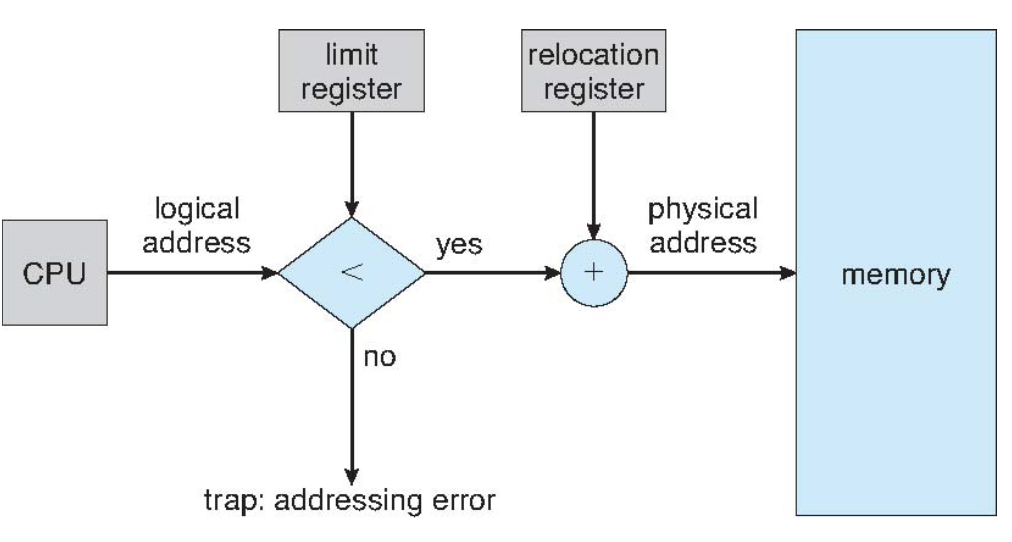 limit
register
relocation
register
logical
address
physical
address
CPU
<
yes
+
memory
no
trap: addressing error